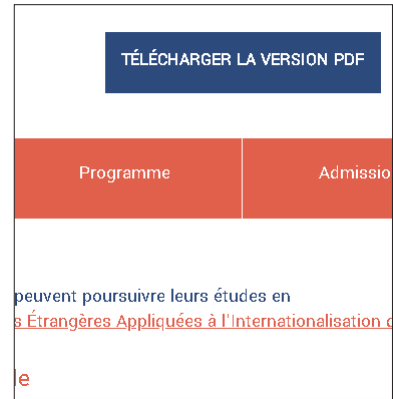 TÉLÉCHARGER LA VERSION PDF
Programme
Admissio
peuvent poursuivre leurs études en
s Étrangères Appliquées à l'Internationalisation
le